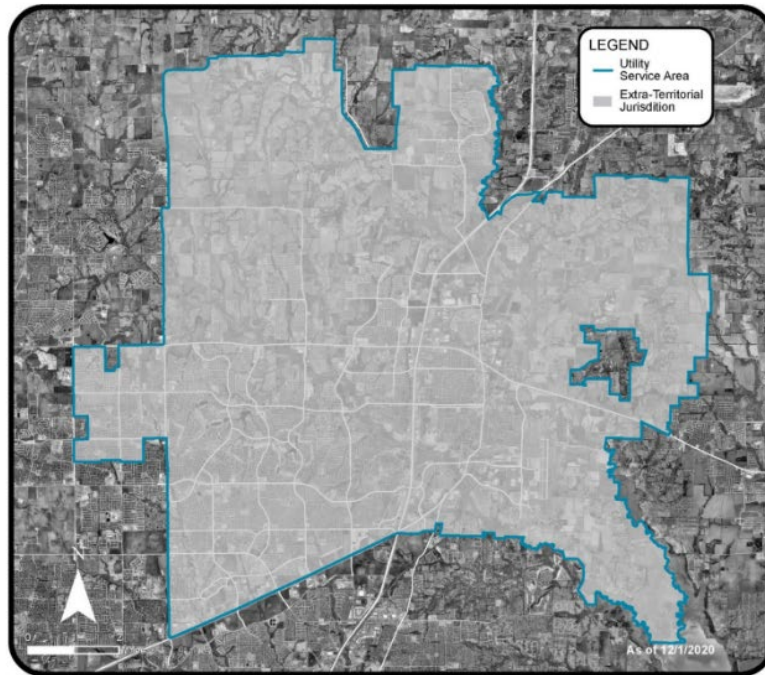 LEGEND
Utility
Service Area
Extra-Territorial
Jurisdition
N
0
2
As of 12/1/2020